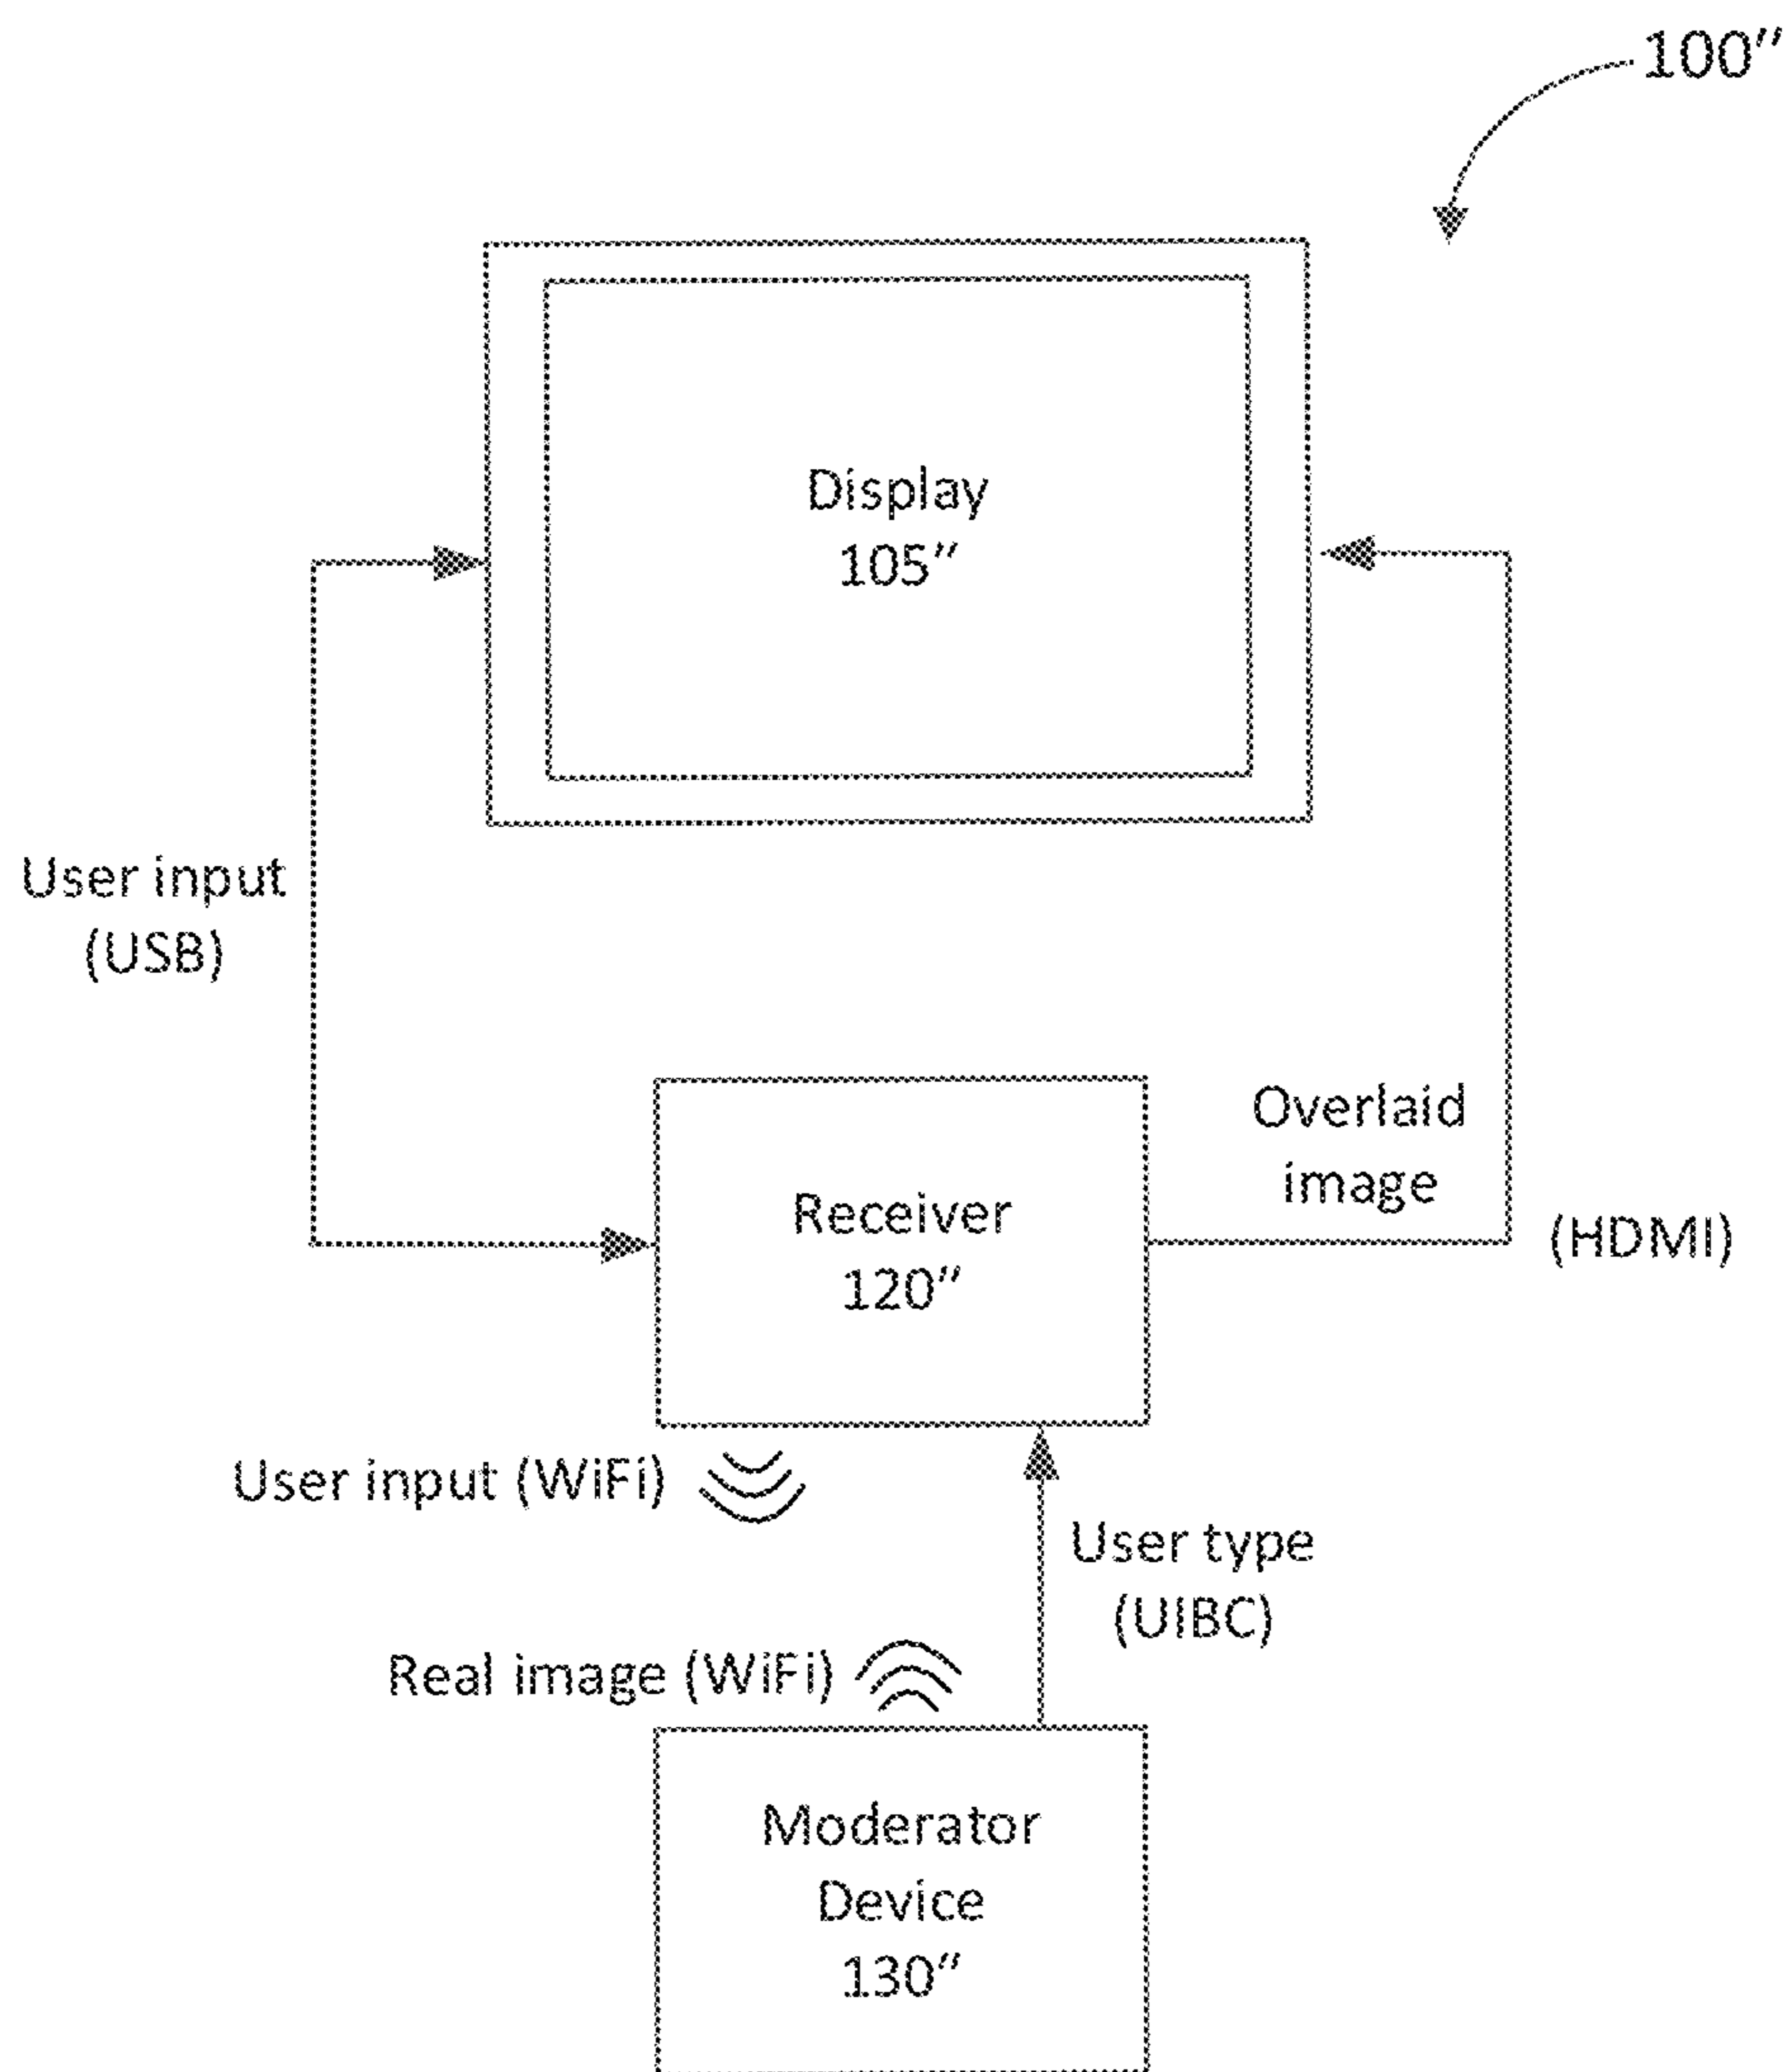 100″
Display
105″
User input
(USB)
Overlaid
image
(HDMI)
Receiver
120″
User input (WiFi)
User type
(UIBC)
Real image (WiFi)
Moderator
Device
130″